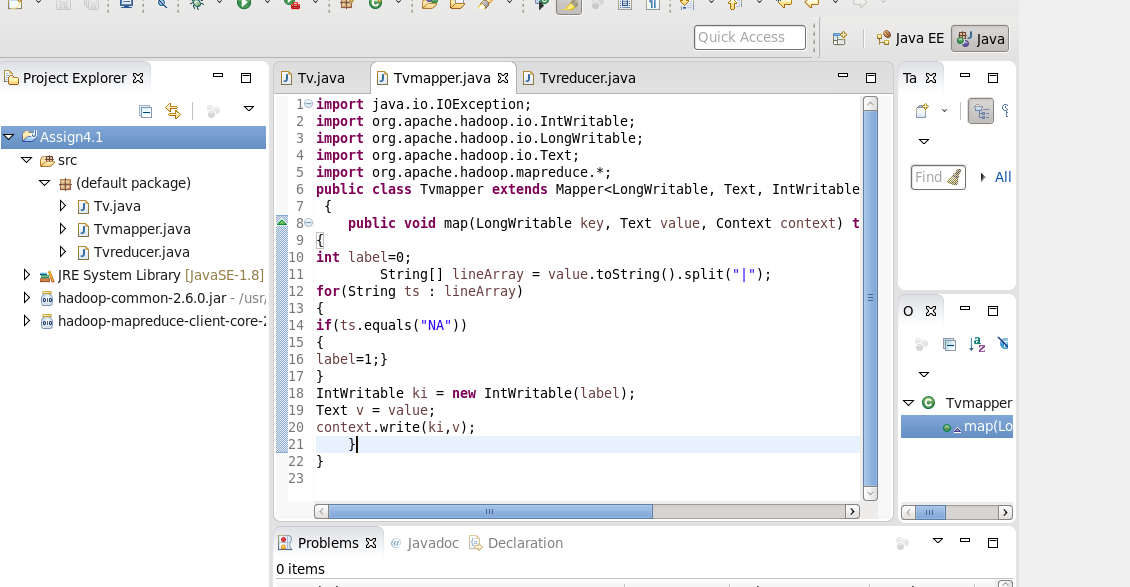 Quick Access
Java EE
Java
Project Explorer
Assign4.1
src
(default package)
Tv.java
Tvmapper.java
Tvreducer.java
JRE System Library [JavaSE-1.8]
hadoop-common-2.6.0.jar - /usr/
hadoop-mapreduce-client-core-2
Tv.java
Tvmapper.java
Tvreducer.java
1 import java.io.IOException;
2 import org.apache.hadoop.io.IntWritable;
3 import org.apache.hadoop.io.LongWritable;
4 import org.apache.hadoop.io.Text;
5 import org.apache.hadoop.mapreduce.*;
6 public class Tvmapper extends Mapper<LongWritable, Text, IntWritable
7 {
8 public void map(LongWritable key, Text value, Context context) t
9 {
10 int label=0;
11 String[] lineArray = value.toString().split("|");
12 for(String ts : lineArray)
13 {
14 if(ts.equals("NA"))
15 {
16 label=1;}
17 }
18 IntWritable ki = new IntWritable(label);
19 Text v = value;
20 context.write(ki,v);
21 }
22 }
23
Ta
Find
All
O
Tvmapper
map(Lo
Problems
@ Javadoc
Declaration
0 items